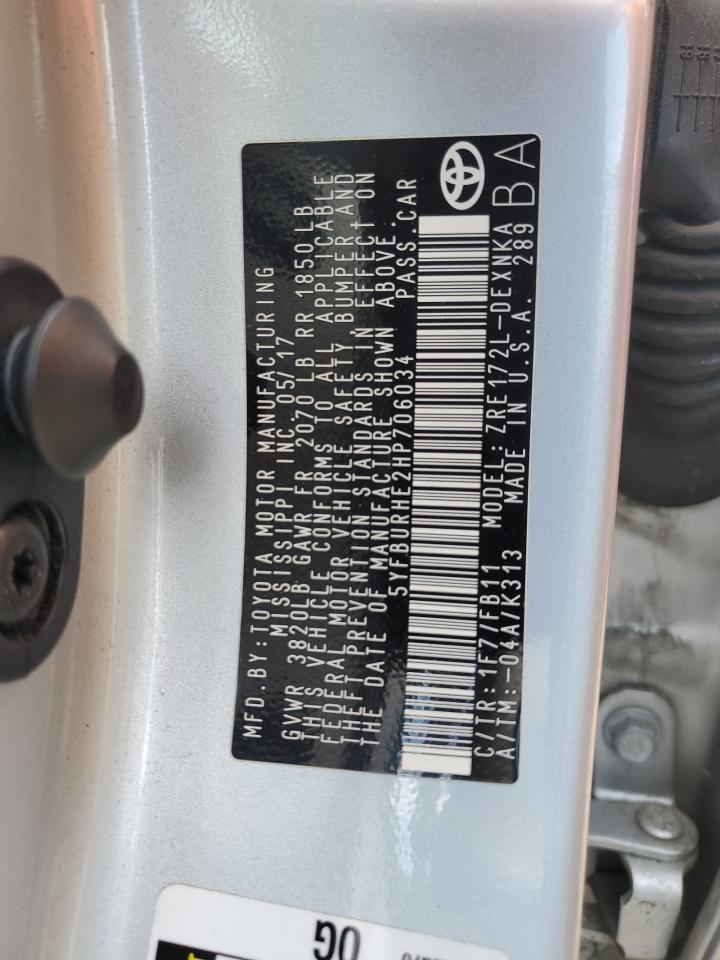 MFD.BY:TOYOTA MOTOR MANUFACTURING
MISSISSIPPI INC.05/17
GVWR 3820LB GAWR FR 2070 LB RR 1850 LB
THIS VEHICLE CONFORMS TO ALL APPLICABLE
FEDERAL MOTOR VEHICLE SAFETY,BUMPER,AND
THEFT PREVENTION STANDARDS IN EFFECT ON
THE DATE OF MANUFACTURE SHOWN ABOVE.
5YFBURHE2HP706034 PASS.CAR
C/TR:1F7/FB11 MODEL:ZRE172L-DEXNKA
A/TM:-04A/K313 MADE IN U.S.A. 289
BA
OG